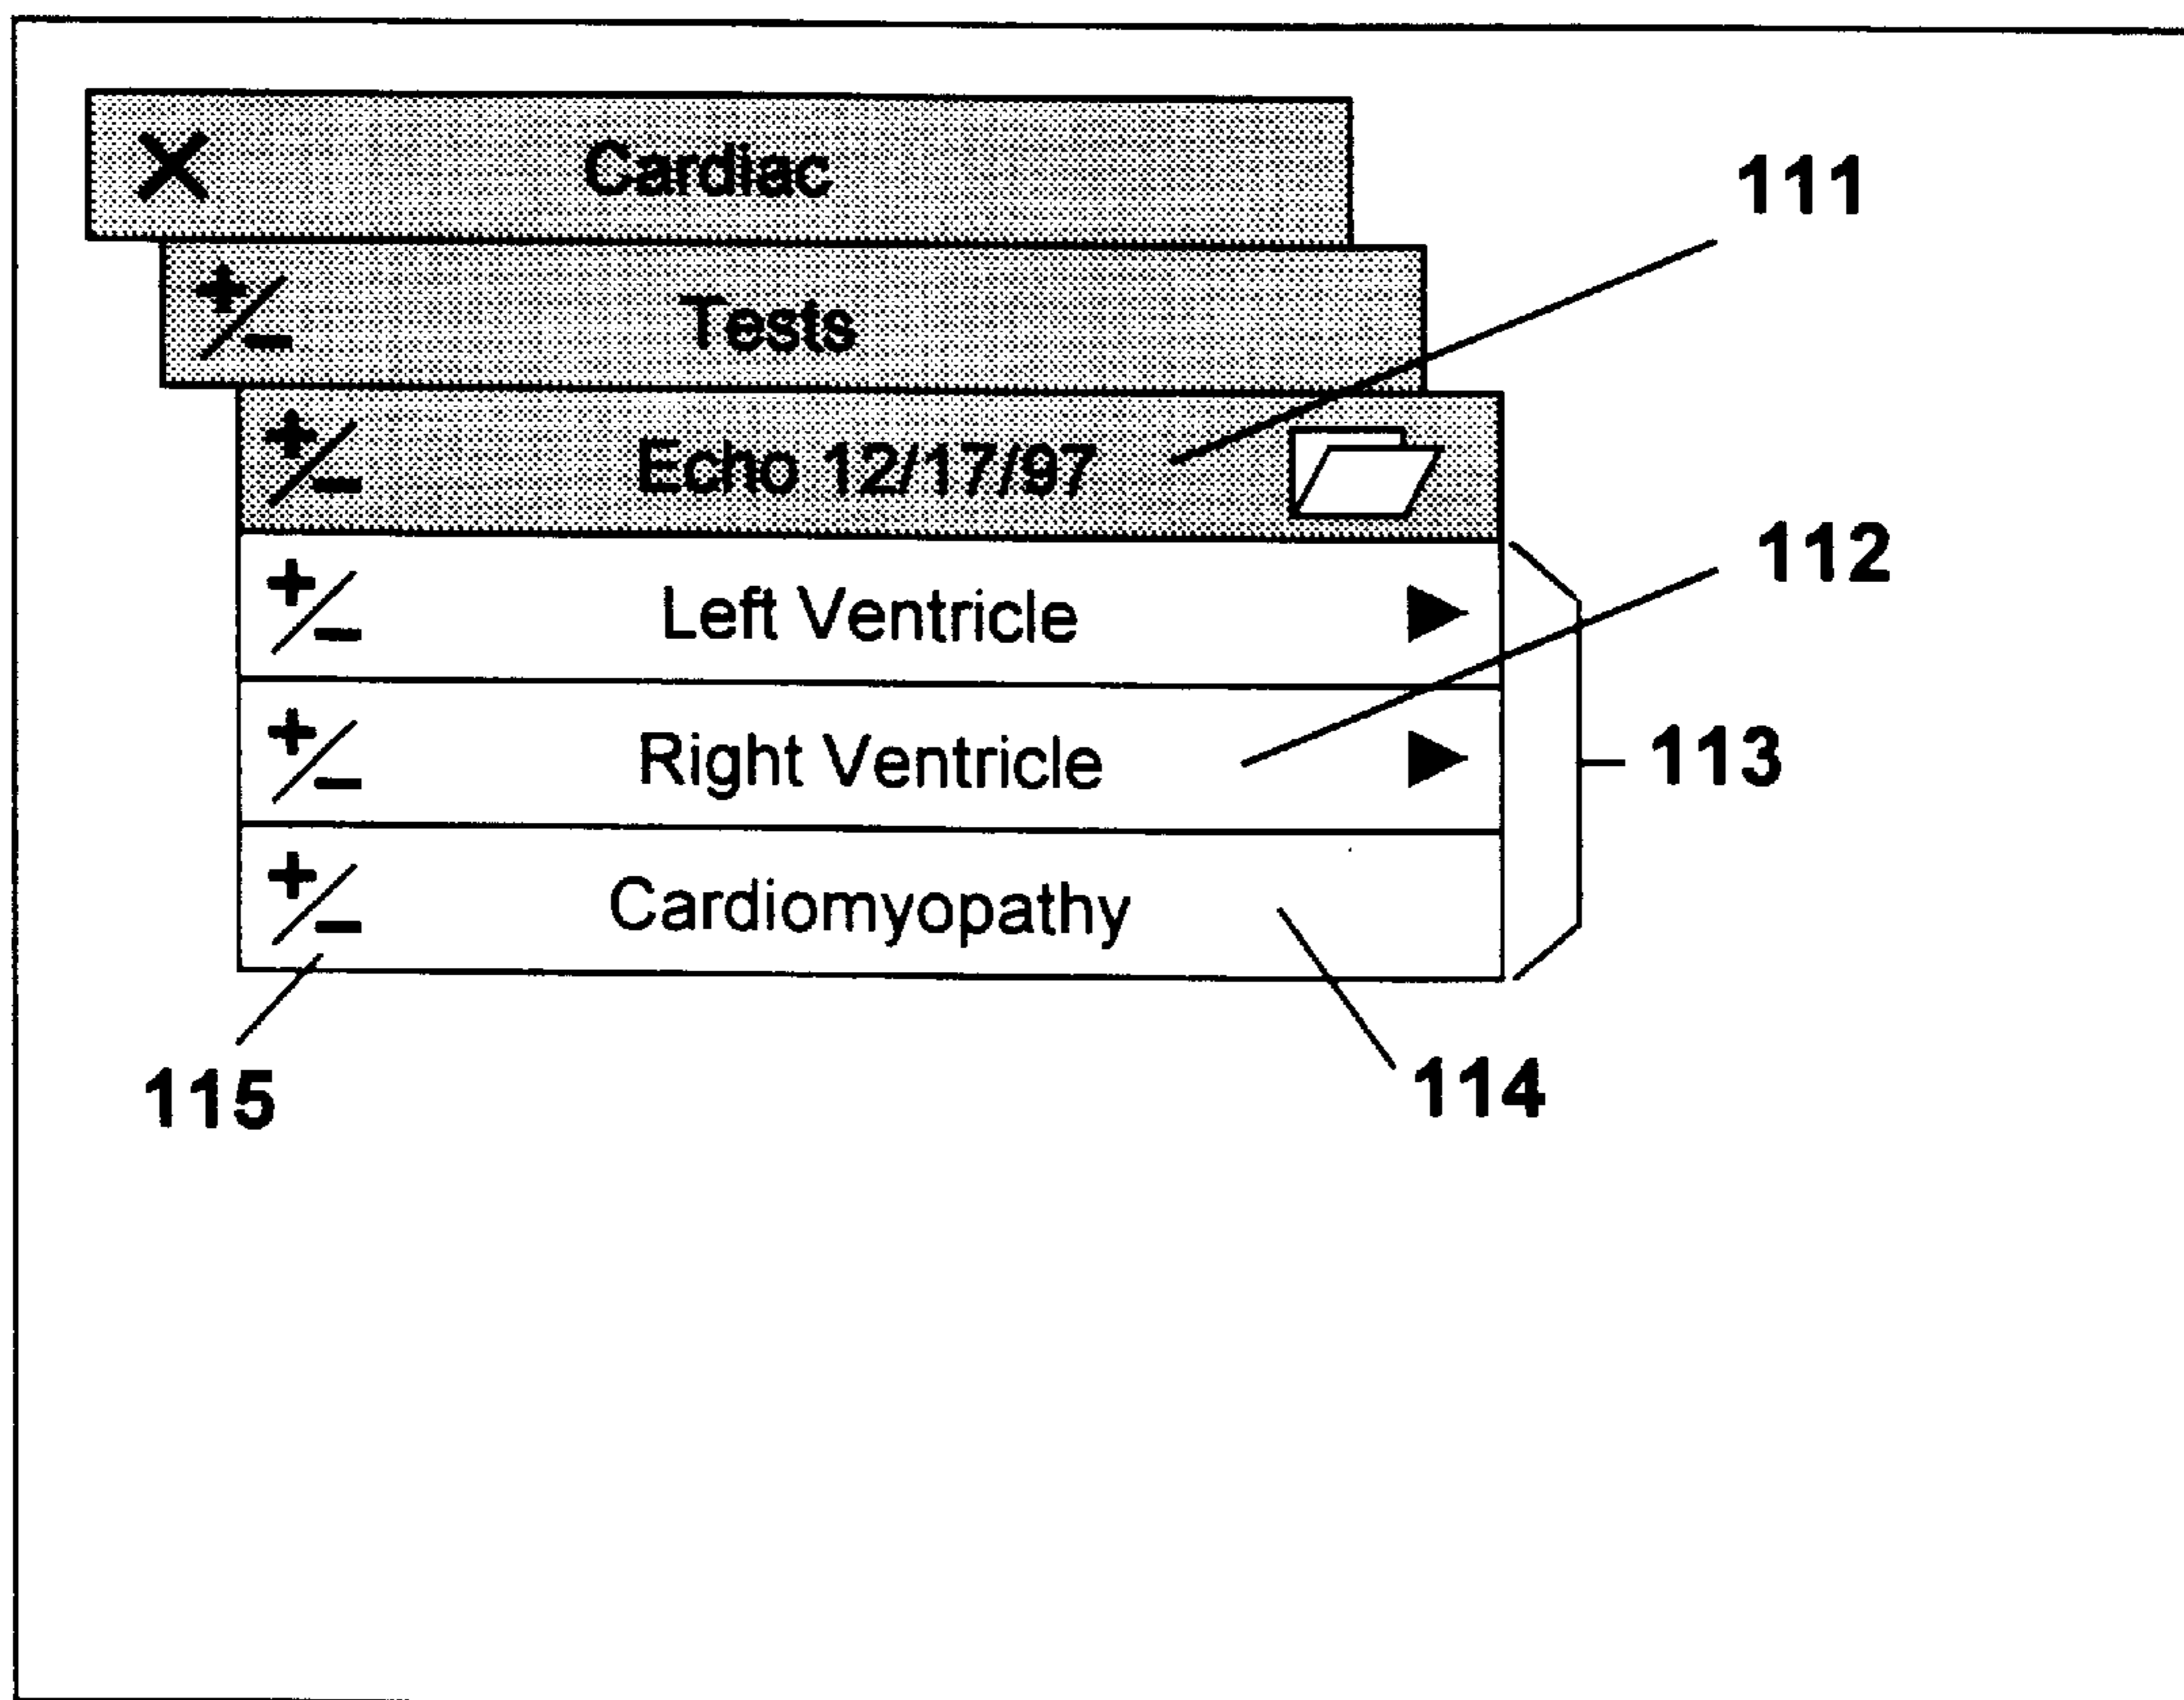 Cardiac
111
Tests
Echo 12/17/97
112
Left Ventricle
Right Ventricle
113
Cardiomyopathy
115
114